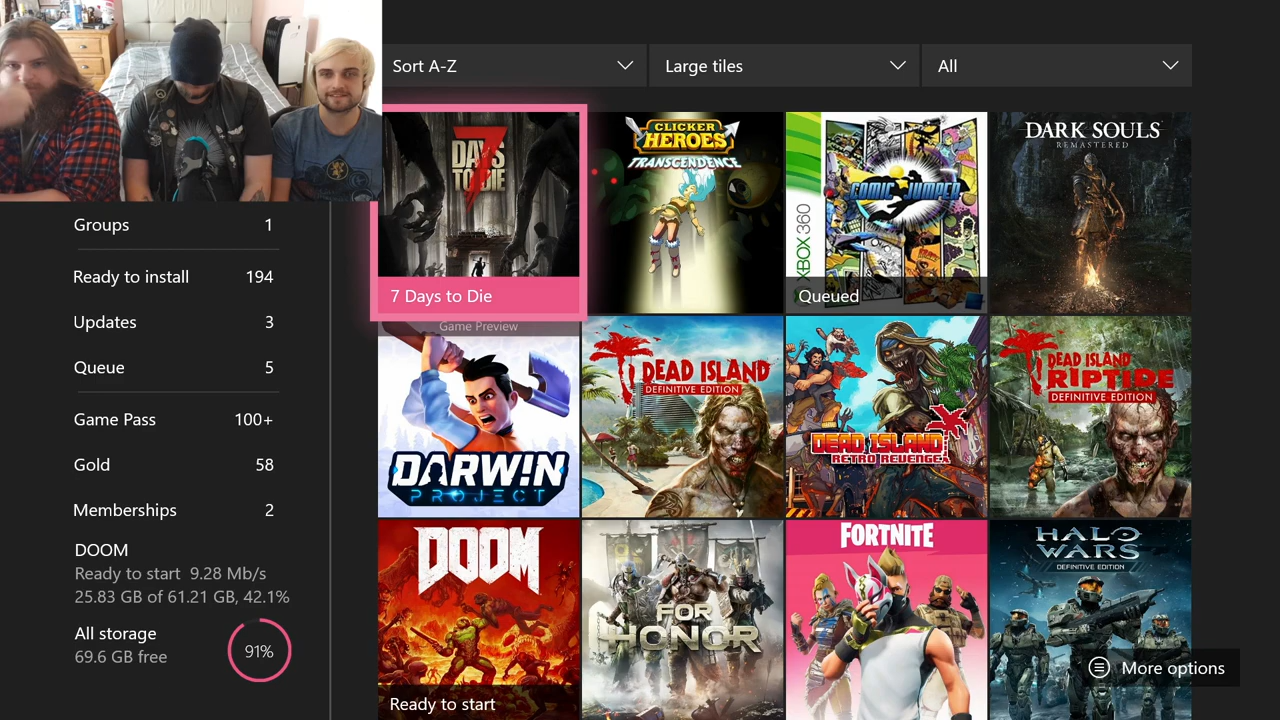 Sort A-Z
Large tiles
All
Groups 1
Ready to install 194
Updates 3
Queue 5
Game Pass 100+
Gold 58
Memberships 2
DOOM
Ready to start 9.28 Mb/s
25.83 GB of 61.21 GB, 42.1%
All storage
69.6 GB free
91%
7
DAYS
TO DIE
7 Days to Die
CLICKER
HEROES
TRANSCENDENCE
XBOX 360
COMIC JUMPER
Queued
DARK SOULS
REMASTERED
Game Preview
DARWIN
PROJECT
DEAD ISLAND
DEFINITIVE EDITION
DEAD ISLAND
RETRO REVENGE
DEAD ISLAND
RIPTIDE
DEFINITIVE EDITION
DOOM
Ready to start
FOR
HONOR
FORTNITE
HALO
WARS
DEFINITIVE EDITION
More options